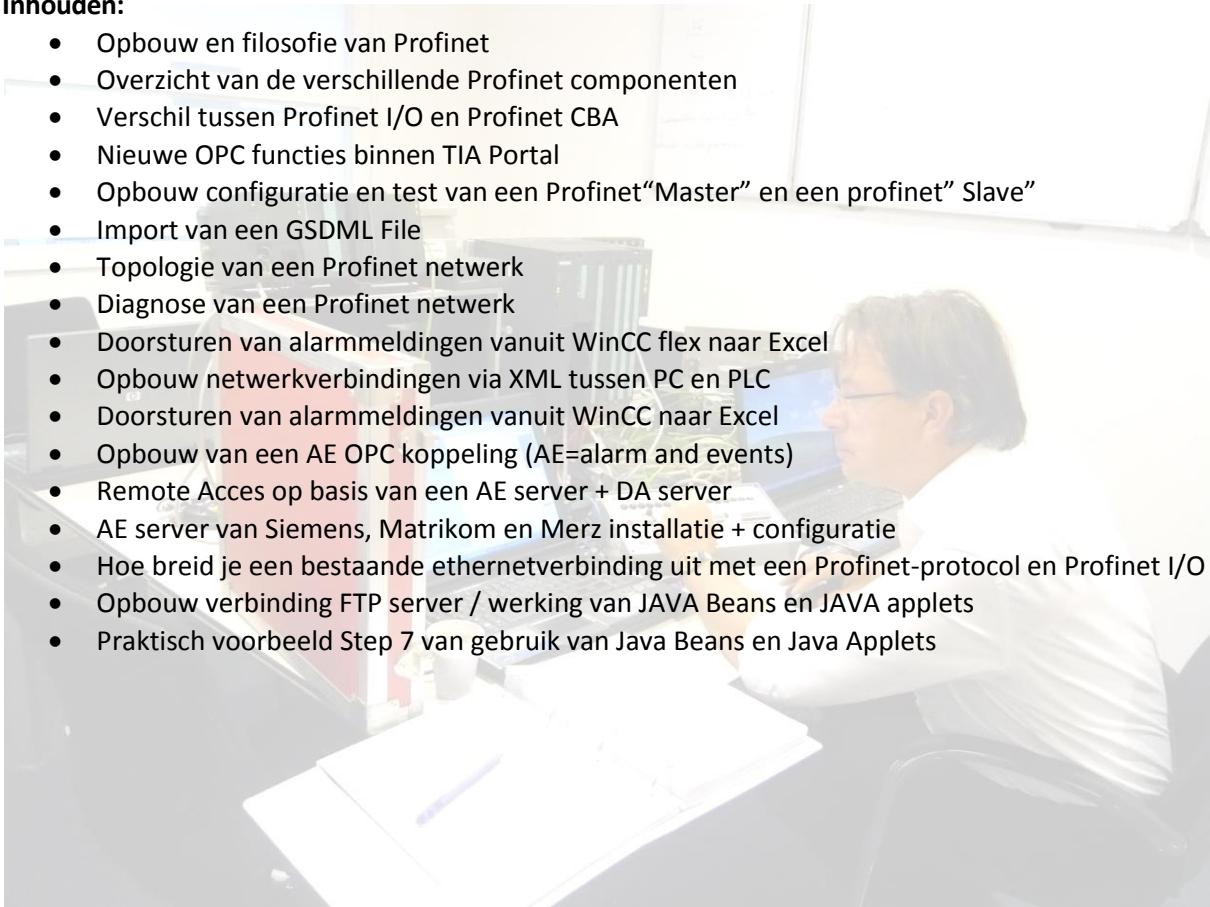 Inhouden:
• Opbouw en filosofie van Profinet
• Overzicht van de verschillende Profinet componenten
• Verschil tussen Profinet I/O en Profinet CBA
• Nieuwe OPC functies binnen TIA Portal
• Opbouw configuratie en test van een Profinet“Master” en een profinet” Slave”
• Import van een GSDML File
• Topologie van een Profinet netwerk
• Diagnose van een Profinet netwerk
• Doorsturen van alarmmeldingen vanuit WinCC flex naar Excel
• Opbouw netwerkverbindingen via XML tussen PC en PLC
• Doorsturen van alarmmeldingen vanuit WinCC naar Excel
• Opbouw van een AE OPC koppeling (AE=alarm and events)
• Remote Acces op basis van een AE server + DA server
• AE server van Siemens, Matrikom en Merz installatie + configuratie
• Hoe breid je een bestaande ethernetverbinding uit met een Profinet-protocol en Profinet I/O
• Opbouw verbinding FTP server / werking van JAVA Beans en JAVA applets
• Praktisch voorbeeld Step 7 van gebruik van Java Beans en Java Applets